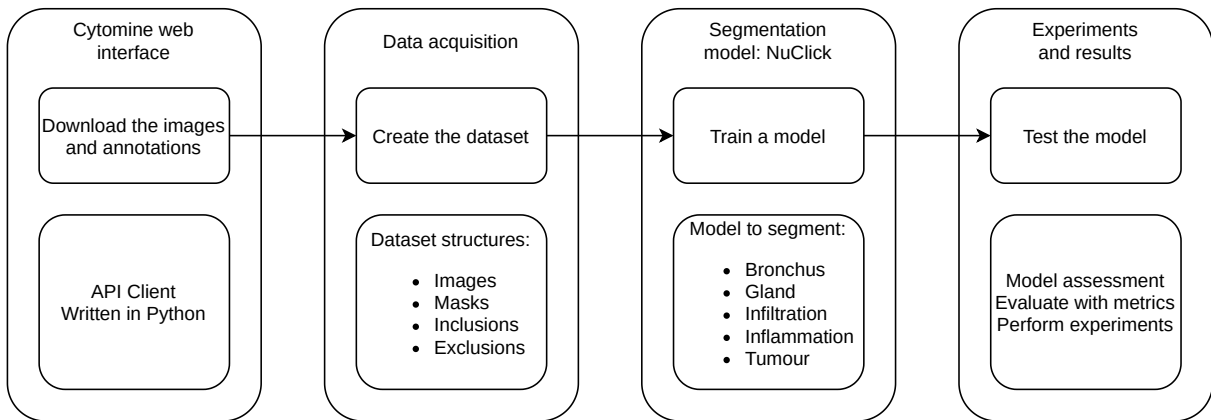 Cytomine web
interface
Download the images
and annotations
API Client
Written in Python
Data acquisition
Create the dataset
Dataset structures:
• Images
• Masks
• Inclusions
• Exclusions
Segmentation
model: NuClick
Train a model
Model to segment:
• Bronchus
• Gland
• Infiltration
• Inflammation
• Tumour
Experiments
and results
Test the model
Model assessment
Evaluate with metrics
Perform experiments